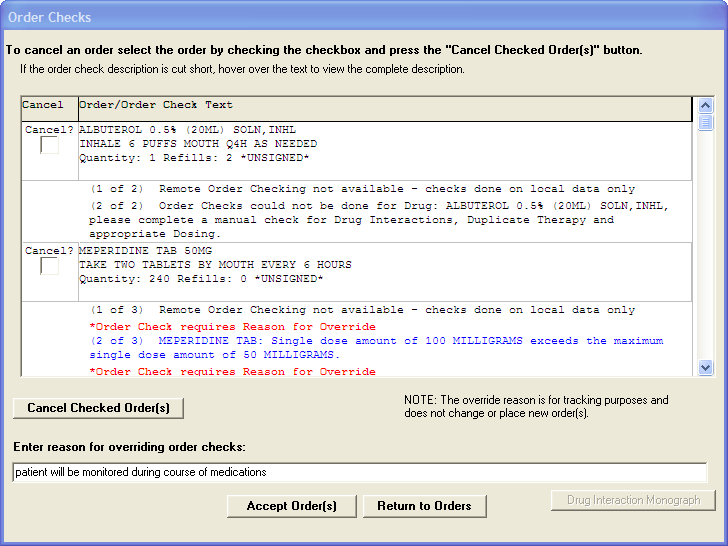 Order Checks
To cancel an order select the order by checking the checkbox and press the "Cancel Checked Order(s)" button.
If the order check description is cut short, hover over the text to view the complete description.
Cancel Order/Order Check Text
Cancel? ALBUTEROL 0.5% (20ML) SOLN,INHL
INHALE 6 PUFFS MOUTH Q4H AS NEEDED
Quantity: 1 Refills: 2 *UNSIGNED*
(1 of 2) Remote Order Checking not available - checks done on local data only
(2 of 2) Order Checks could not be done for Drug: ALBUTEROL 0.5% (20ML) SOLN,INHL,
please complete a manual check for Drug Interactions, Duplicate Therapy and
appropriate Dosing.
Cancel? MEPERIDINE TAB 50MG
TAKE TWO TABLETS BY MOUTH EVERY 6 HOURS
Quantity: 240 Refills: 0 *UNSIGNED*
(1 of 3) Remote Order Checking not available - checks done on local data only
*Order Check requires Reason for Override
(2 of 3) MEPERIDINE TAB: Single dose amount of 100 MILLIGRAMS exceeds the maximum
single dose amount of 50 MILLIGRAMS.
*Order Check requires Reason for Override
Cancel Checked Order(s)
NOTE: The override reason is for tracking purposes and
does not change or place new order(s).
Enter reason for overriding order checks:
patient will be monitored during course of medications
Accept Order(s) Return to Orders Drug Interaction Monograph